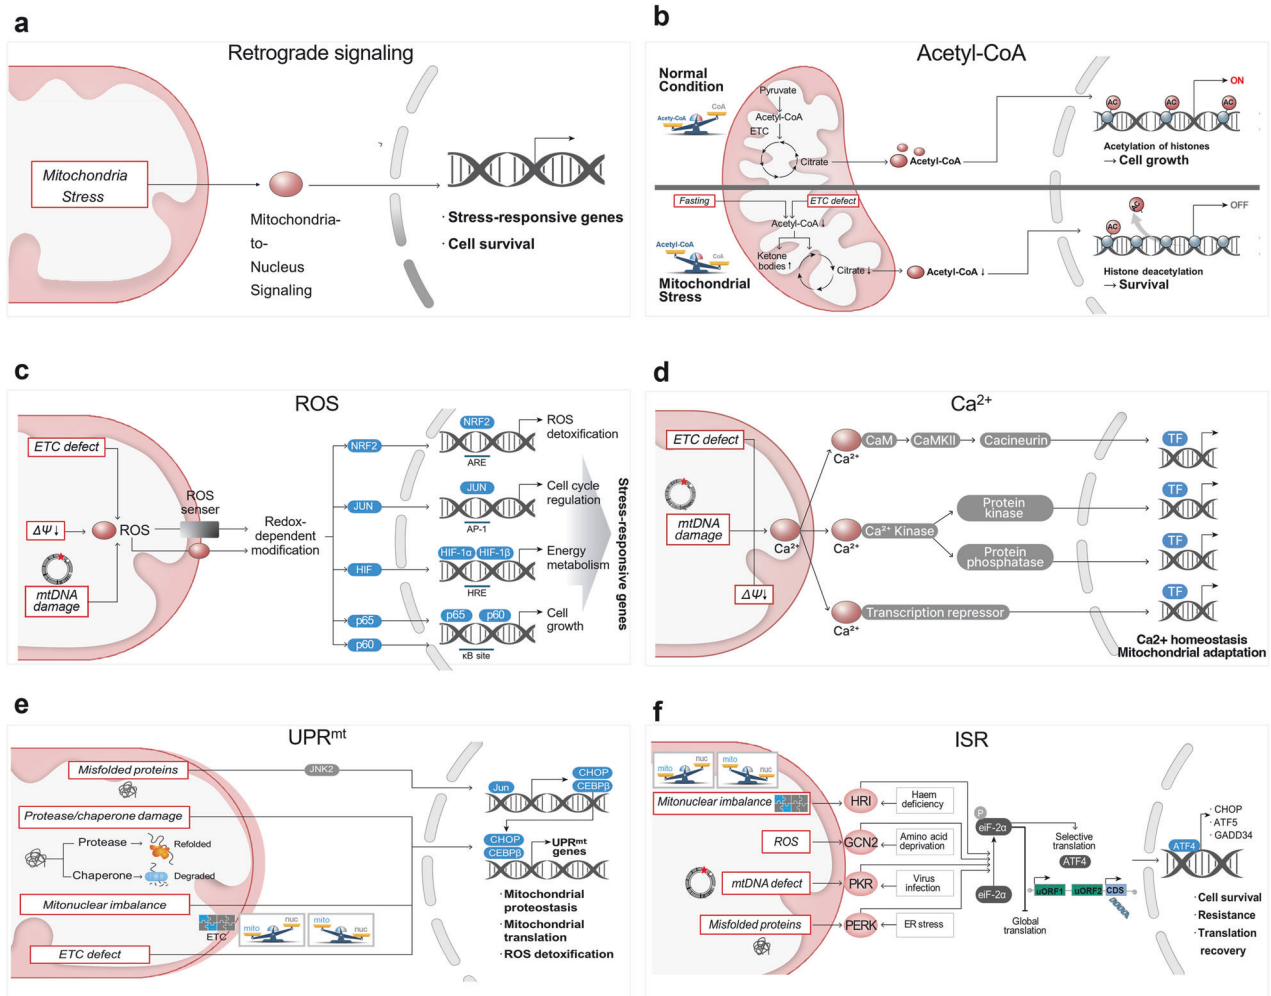 a
Retrograde signaling
Mitochondria
Stress
Mitochondria-
to-
Nucleus
Signaling
· Stress-responsive genes
· Cell survival
b
Acetyl-CoA
Normal
Condition
Acety-CoA
CoA
Pyruvate
Acetyl-CoA
ETC
Citrate
Acetyl-CoA
AC
AC
AC
ON
Acetylation of histones
→ Cell growth
Fasting
ETC defect
Acetyl-CoA ↓
Acetyl-CoA
CoA
Ketone
bodies ↑
Citrate ↓
Acetyl-CoA ↓
Mitochondrial
Stress
AC
OFF
Histone deacetylation
→ Survival
c
ROS
ETC defect
ΔΨ↓
ROS
mtDNA
damage
ROS
senser
Redox-
dependent
modification
NRF2
JUN
HIF
p65
p60
NRF2
ARE
ROS
detoxification
JUN
AP-1
Cell cycle
regulation
HIF-1α
HIF-1β
HRE
Energy
metabolism
p65
p60
κB site
Cell
growth
Stress-responsive genes
d
Ca2+
ETC defect
mtDNA
damage
ΔΨ↓
Ca2+
Ca2+
CaM
CaMKII
Cacineurin
TF
Ca2+
Ca2+ Kinase
Protein
kinase
TF
Protein
phosphatase
TF
Ca2+
Transcription repressor
TF
Ca2+ homeostasis
Mitochondrial adaptation
e
UPRmt
Misfolded proteins
JNK2
Protease/chaperone damage
Protease
Refolded
Chaperone
Degraded
Mitonuclear imbalance
ETC
mito
nuc
mito
nuc
ETC defect
Jun
CHOP
CEBPβ
CHOP
CEBPβ
UPRmt
genes
· Mitochondrial
proteostasis
· Mitochondrial
translation
· ROS detoxification
f
ISR
mito
nuc
mito
nuc
Mitonuclear imbalance
HRI
Haem
deficiency
ROS
GCN2
Amino acid
deprivation
mtDNA defect
PKR
Virus
infection
Misfolded proteins
PERK
ER stress
P
eiF-2α
eiF-2α
Global
translation
Selective
translation
ATF4
uORF1
uORF2
CDS
ATF4
· CHOP
· ATF5
· GADD34
· Cell survival
· Resistance
· Translation
recovery